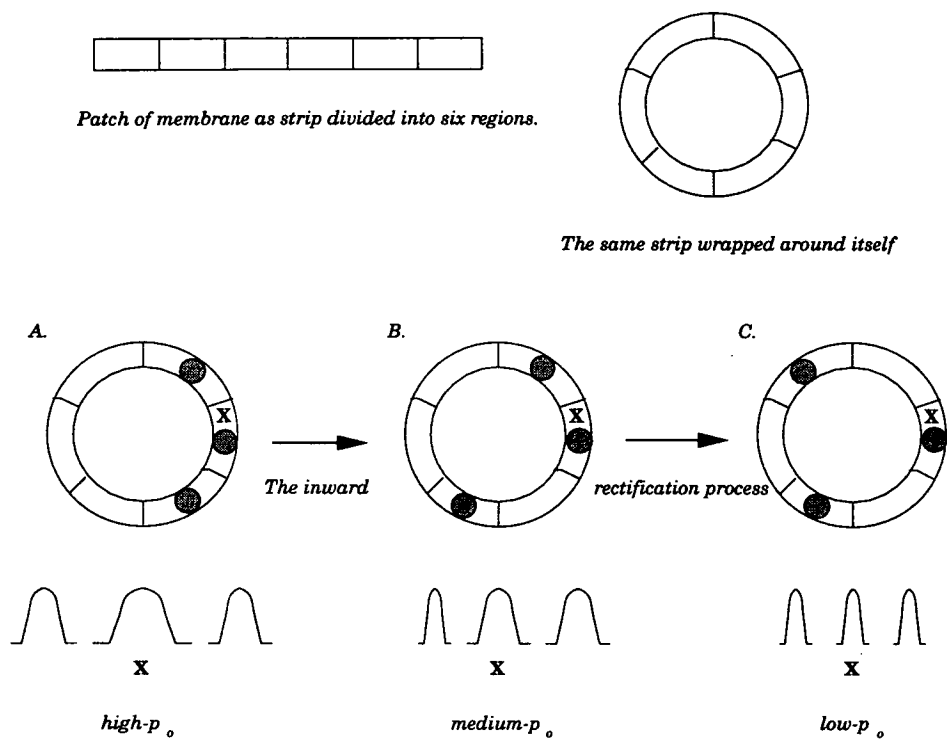 Patch of membrane as strip divided into six regions.
The same strip wrapped around itself
A.
B.
C.
X
X
X
The inward
rectification process
X
X
X
high-p o
medium-p o
low-p o